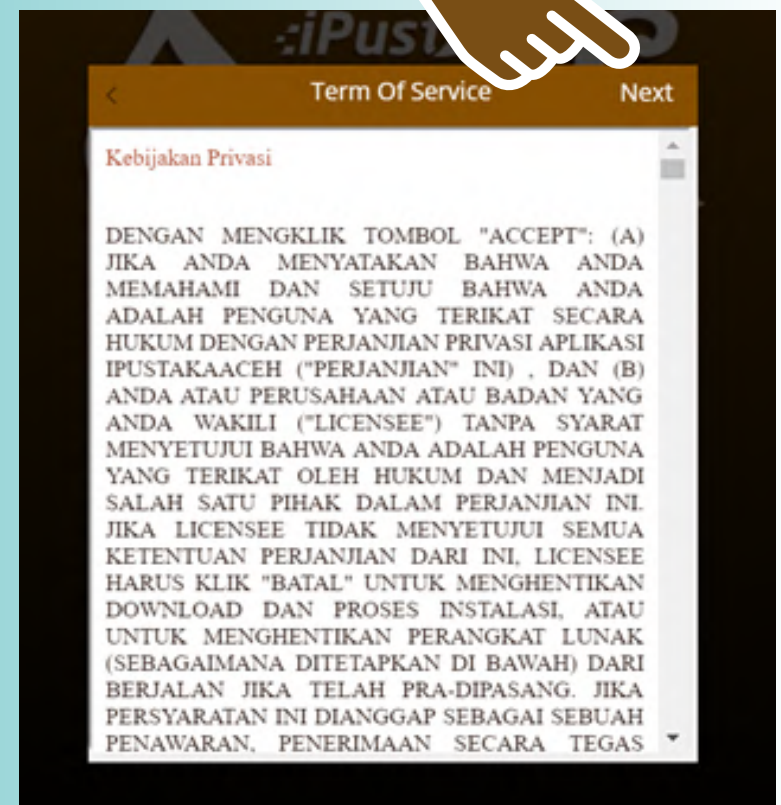 Term Of Service
Next
Kebijakan Privasi
DENGAN MENGKLIK TOMBOL "ACCEPT": (A)
JIKA ANDA MENYATAKAN BAHWA ANDA
MEMAHAMI DAN SETUJU BAHWA ANDA
ADALAH PENGUNA YANG TERIKAT SECARA
HUKUM DENGAN PERJANJIAN PRIVASI APLIKASI
IPUSTAKAACEH ("PERJANJIAN" INI) , DAN (B)
ANDA ATAU PERUSAHAAN ATAU BADAN YANG
ANDA WAKILI ("LICENSEE") TANPA SYARAT
MENYETUJUI BAHWA ANDA ADALAH PENGUNA
YANG TERIKAT OLEH HUKUM DAN MENJADI
SALAH SATU PIHAK DALAM PERJANJIAN INI.
JIKA LICENSEE TIDAK MENYETUJUI SEMUA
KETENTUAN PERJANJIAN DARI INI, LICENSEE
HARUS KLIK "BATAL" UNTUK MENGHENTIKAN
DOWNLOAD DAN PROSES INSTALASI, ATAU
UNTUK MENGHENTIKAN PERANGKAT LUNAK
(SEBAGAIMANA DITETAPKAN DI BAWAH) DARI
BERJALAN JIKA TELAH PRA-DIPASANG. JIKA
PERSYARATAN INI DIANGGAP SEBAGAI SEBUAH
PENAWARAN, PENERIMAAN SECARA TEGAS